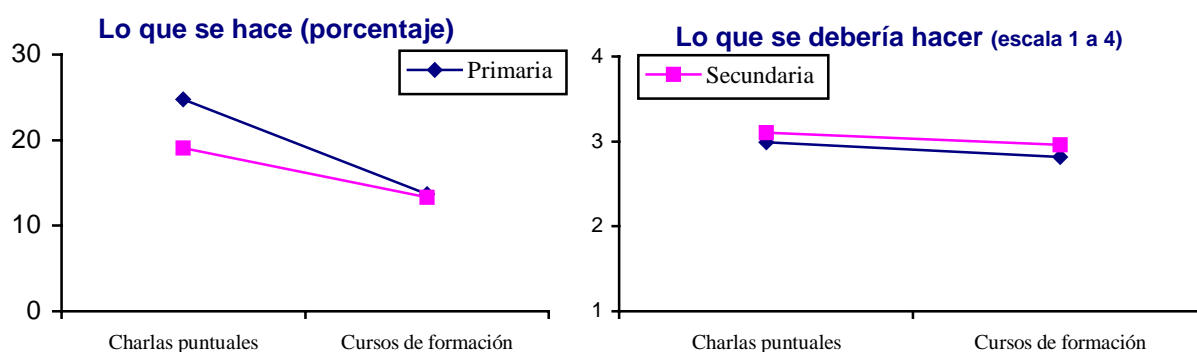 Lo que se hace (porcentaje)
30
20
10
0
Primaria
Charlas puntuales
Cursos de formación
Lo que se debería hacer (escala 1 a 4)
4
3
2
1
Secundaria
Charlas puntuales
Cursos de formación